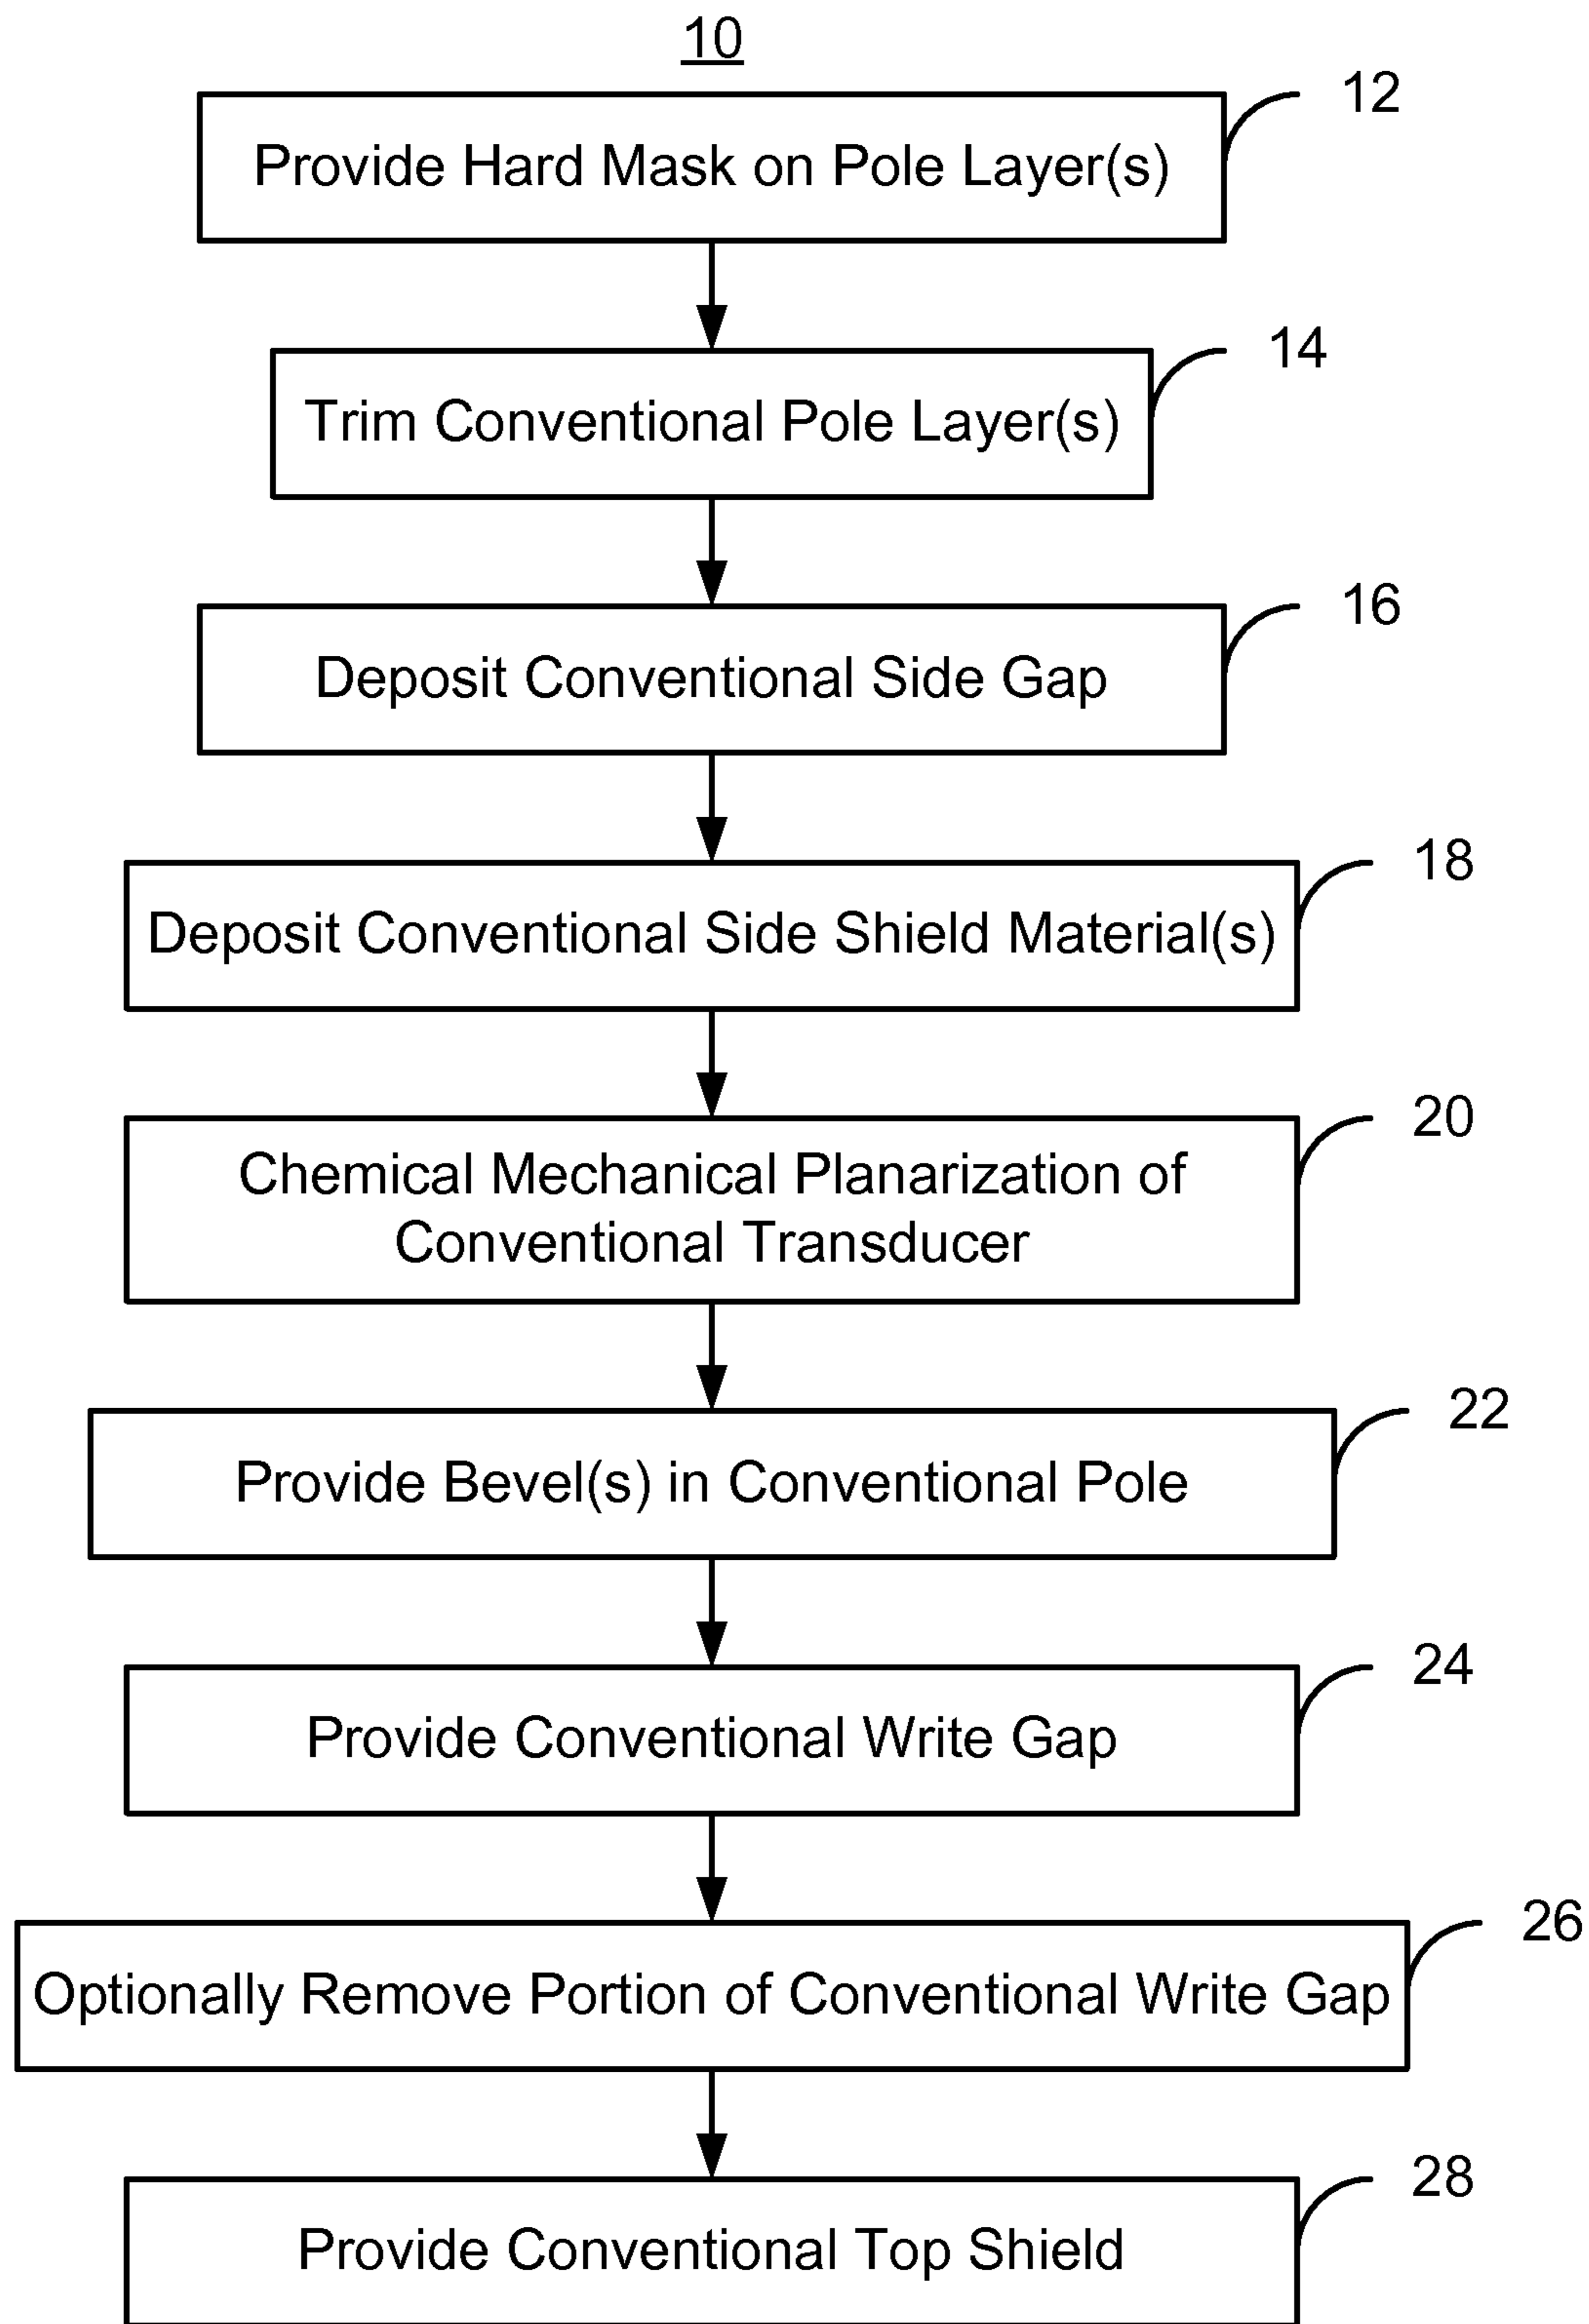 10
12
Provide Hard Mask on Pole Layer(s)
14
Trim Conventional Pole Layer(s)
16
Deposit Conventional Side Gap
18
Deposit Conventional Side Shield Material(s)
20
Chemical Mechanical Planarization of
Conventional Transducer
22
Provide Bevel(s) in Conventional Pole
24
Provide Conventional Write Gap
26
Optionally Remove Portion of Conventional Write Gap
28
Provide Conventional Top Shield